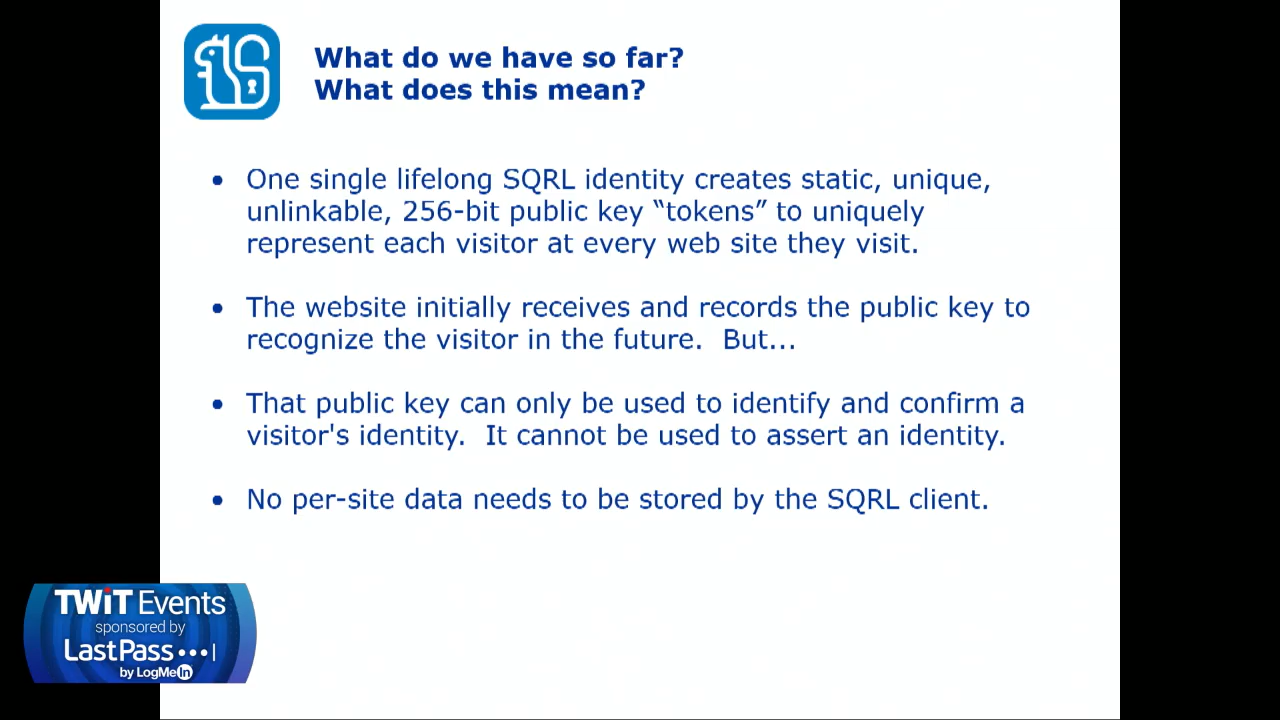 What do we have so far?
What does this mean?
• One single lifelong SQRL identity creates static, unique,
unlinkable, 256-bit public key “tokens” to uniquely
represent each visitor at every web site they visit.
• The website initially receives and records the public key to
recognize the visitor in the future.  But...
• That public key can only be used to identify and confirm a
visitor's identity.  It cannot be used to assert an identity.
• No per-site data needs to be stored by the SQRL client.
TWiT Events
sponsored by
LastPass •••|
by LogMeIn